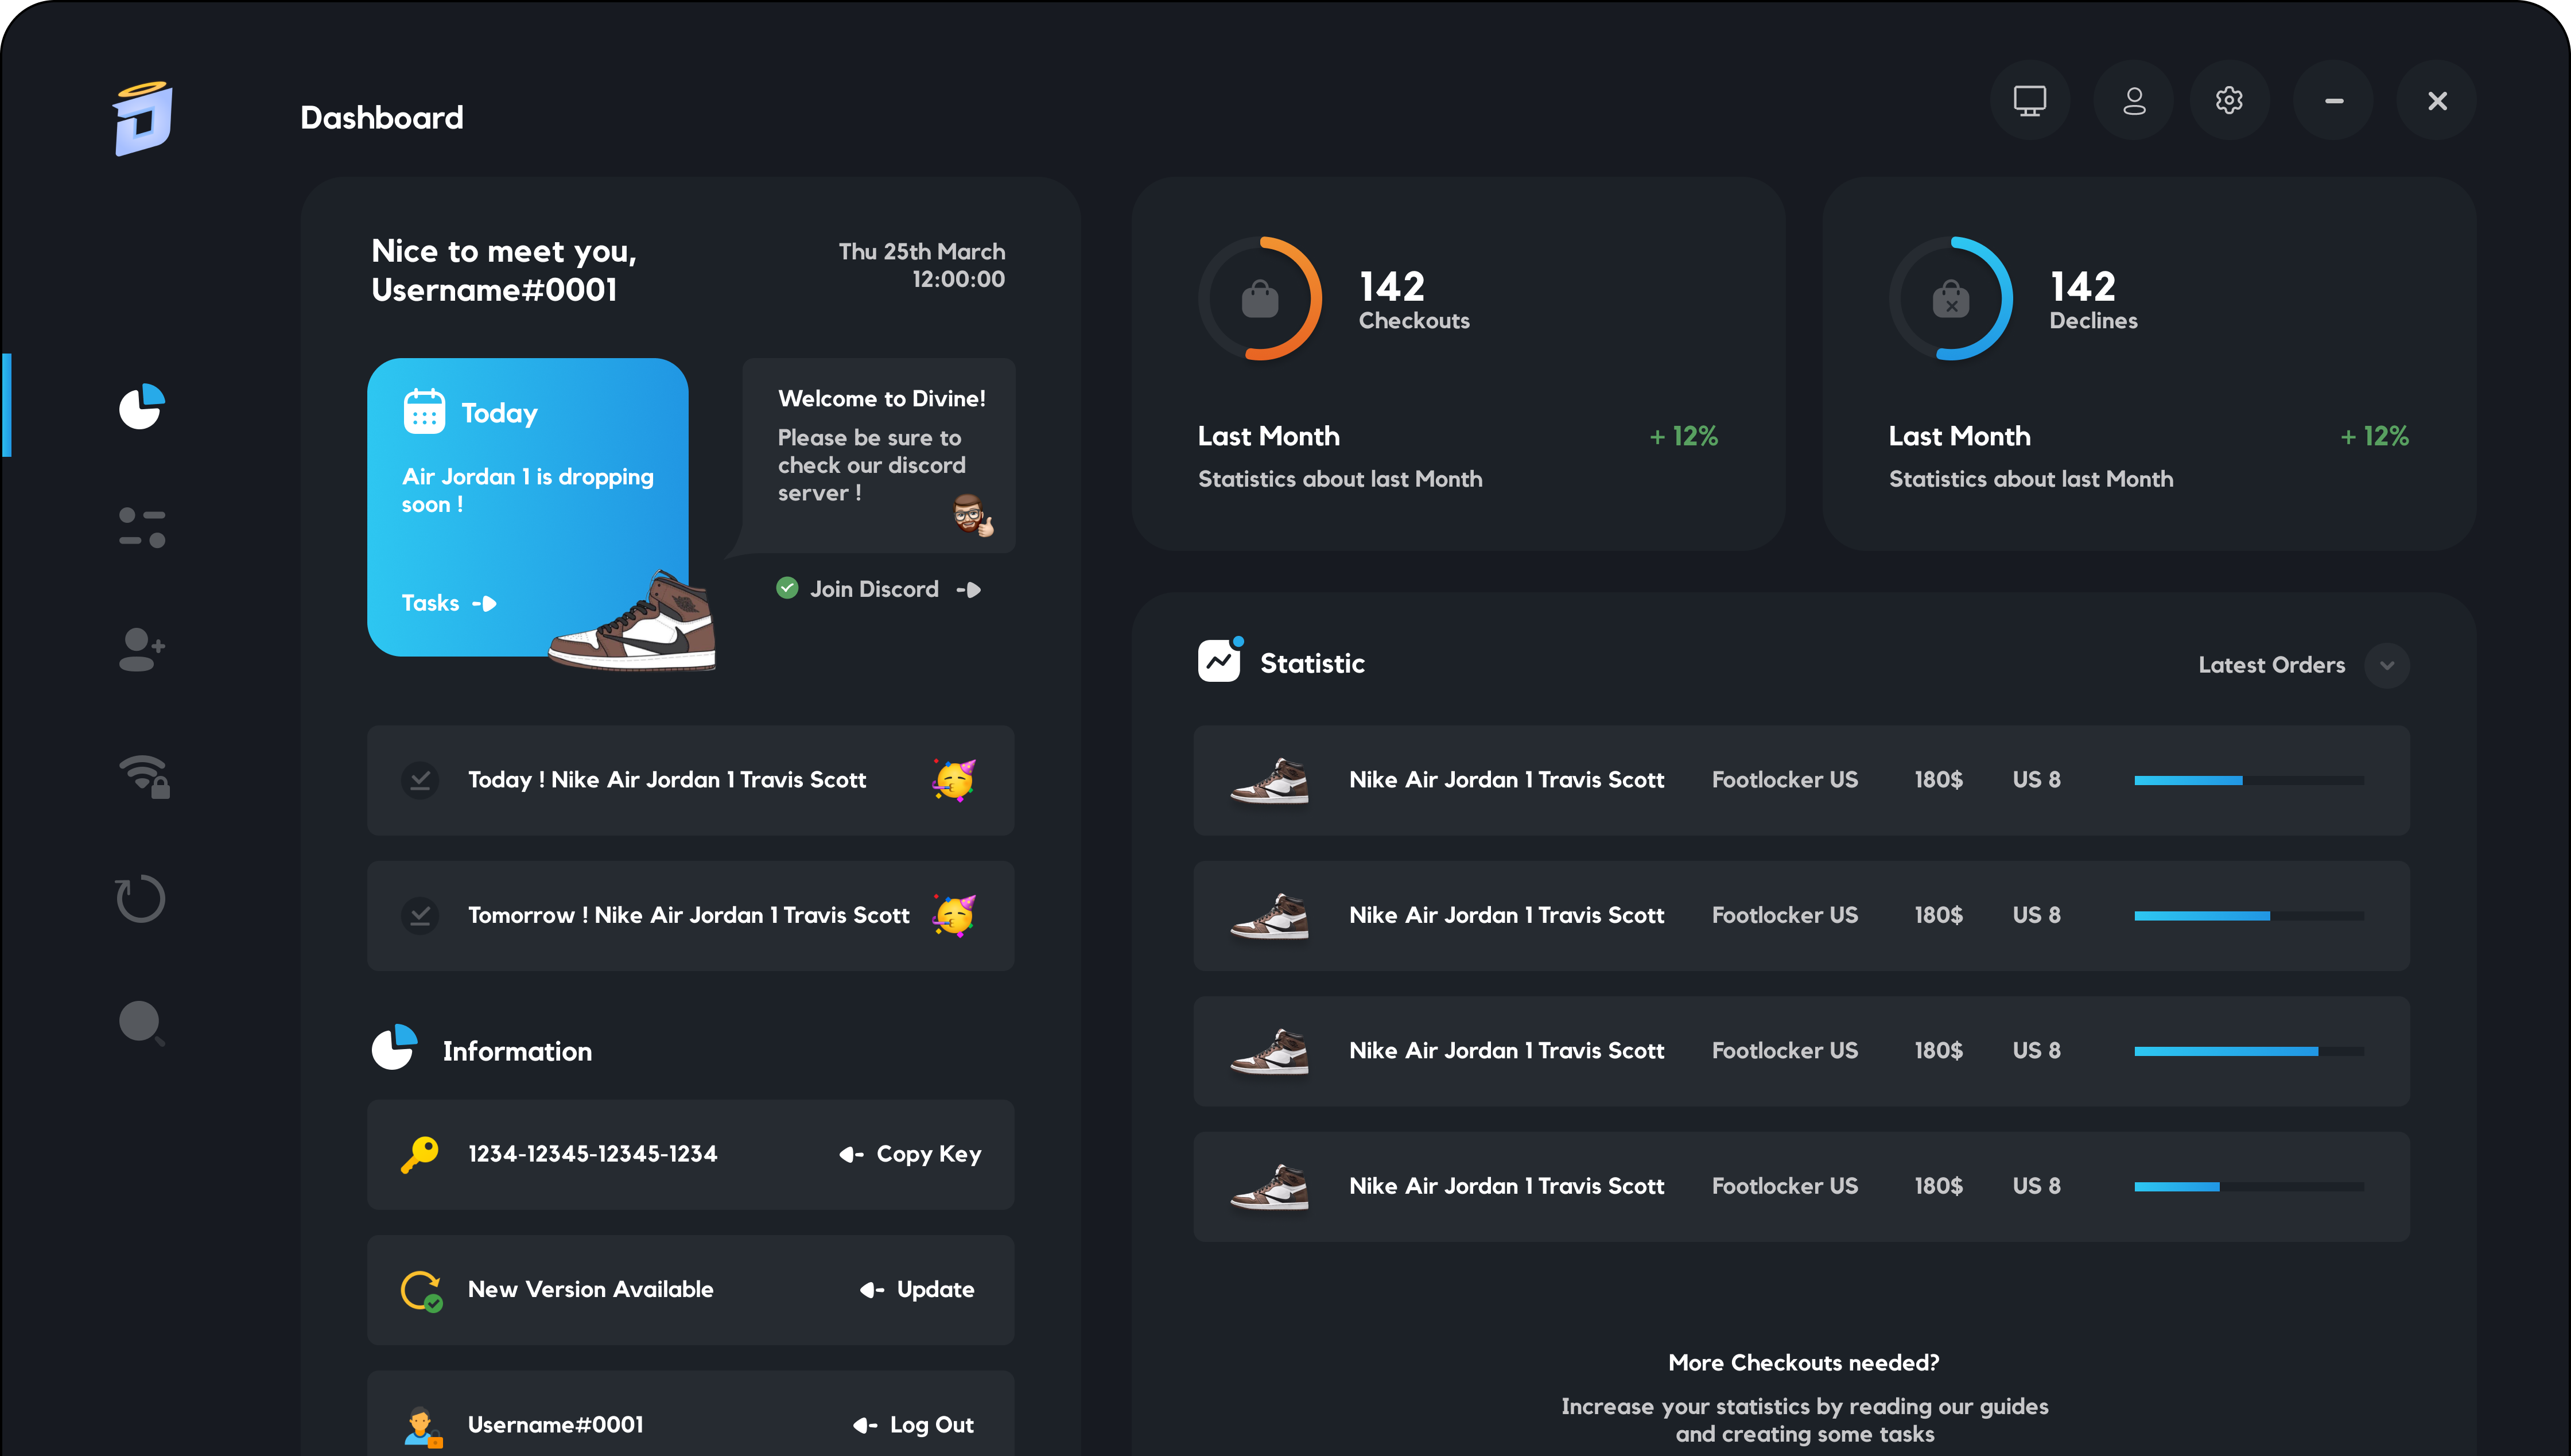 Dashboard
Nice to meet you,
Username#0001
Thu 25th March
12:00:00
Today
Air Jordan 1 is dropping
soon !
Tasks
Welcome to Divine!
Please be sure to
check our discord
server !
Join Discord
Today ! Nike Air Jordan 1 Travis Scott
Tomorrow ! Nike Air Jordan 1 Travis Scott
Information
1234-12345-12345-1234 Copy Key
New Version Available Update
Username#0001 Log Out
142
Checkouts
Last Month + 12%
Statistics about last Month
142
Declines
Last Month + 12%
Statistics about last Month
Statistic
Latest Orders
Nike Air Jordan 1 Travis Scott Footlocker US 180$ US 8
Nike Air Jordan 1 Travis Scott Footlocker US 180$ US 8
Nike Air Jordan 1 Travis Scott Footlocker US 180$ US 8
Nike Air Jordan 1 Travis Scott Footlocker US 180$ US 8
More Checkouts needed?
Increase your statistics by reading our guides
and creating some tasks